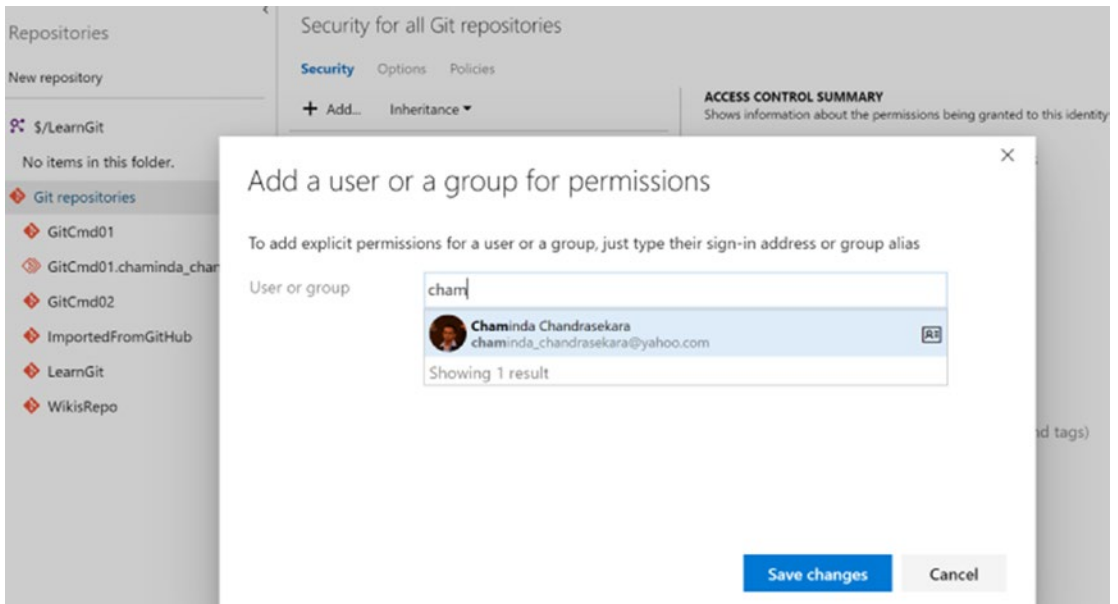 Repositories
New repository
$/LearnGit
No items in this folder.
Git repositories
GitCmd01
GitCmd01.chaminda_char
GitCmd02
ImportedFromGitHub
LearnGit
WikisRepo
Security for all Git repositories
Security Options Policies
+ Add... Inheritance
ACCESS CONTROL SUMMARY
Shows information about the permissions being granted to this identity
Add a user or a group for permissions
To add explicit permissions for a user or a group, just type their sign-in address or group alias
User or group cham
Chaminda Chandrasekara
chaminda_chandrasekara@yahoo.com
Showing 1 result
nd tags)
Save changes Cancel